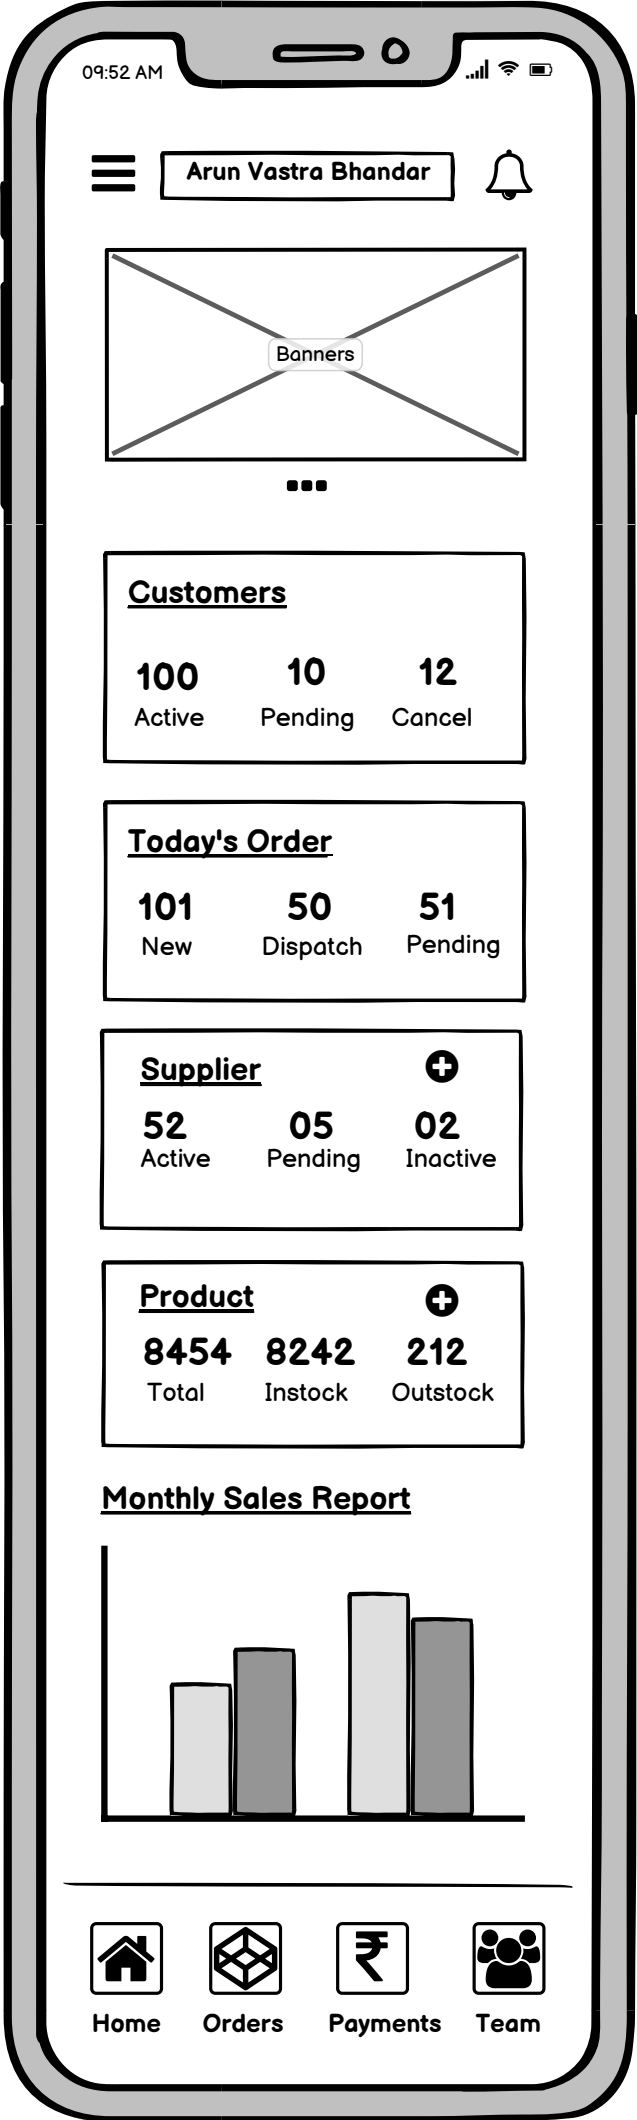 09:52 AM
Arun Vastra Bhandar
Banners
Customers
100 10 12
Active Pending Cancel
Today's Order
101 50 51
New Dispatch Pending
Supplier
52 05 02
Active Pending Inactive
Product
8454 8242 212
Total Instock Outstock
Monthly Sales Report
₹
Home Orders Payments Team